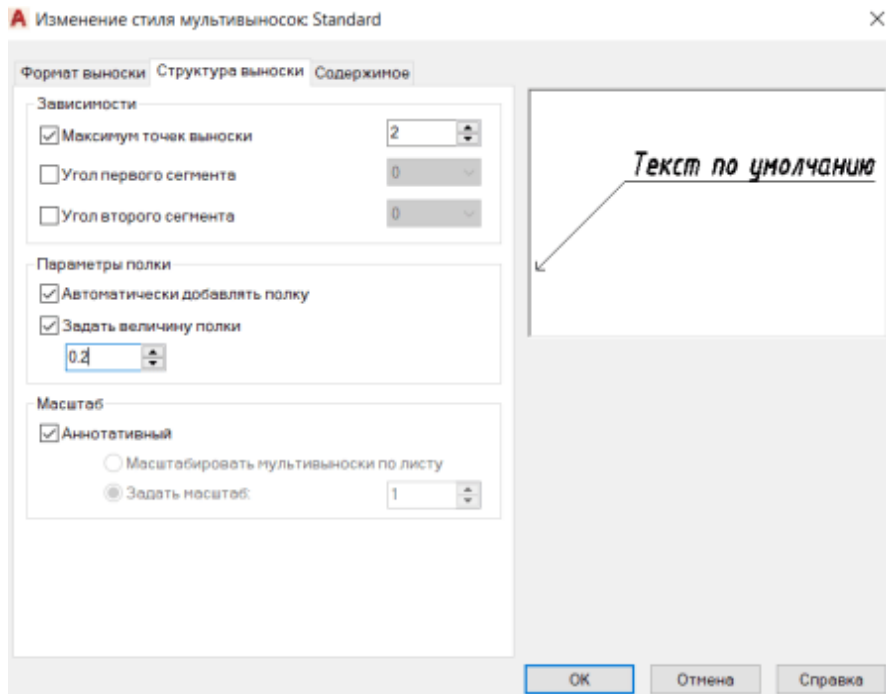 Изменение стиля мультивыносок: Standard
Формат выноски Структура выноски Содержимое
Зависимости
Максимум точек выноски 2
Угол первого сегмента 0
Угол второго сегмента 0
Параметры полки
Автоматически добавлять полку
Задать величину полки
0.2
Масштаб
Аннотативный
Масштабировать мультивыноски по листу
Задать масштаб: 1
Текст по умолчанию
ОК Отмена Справка